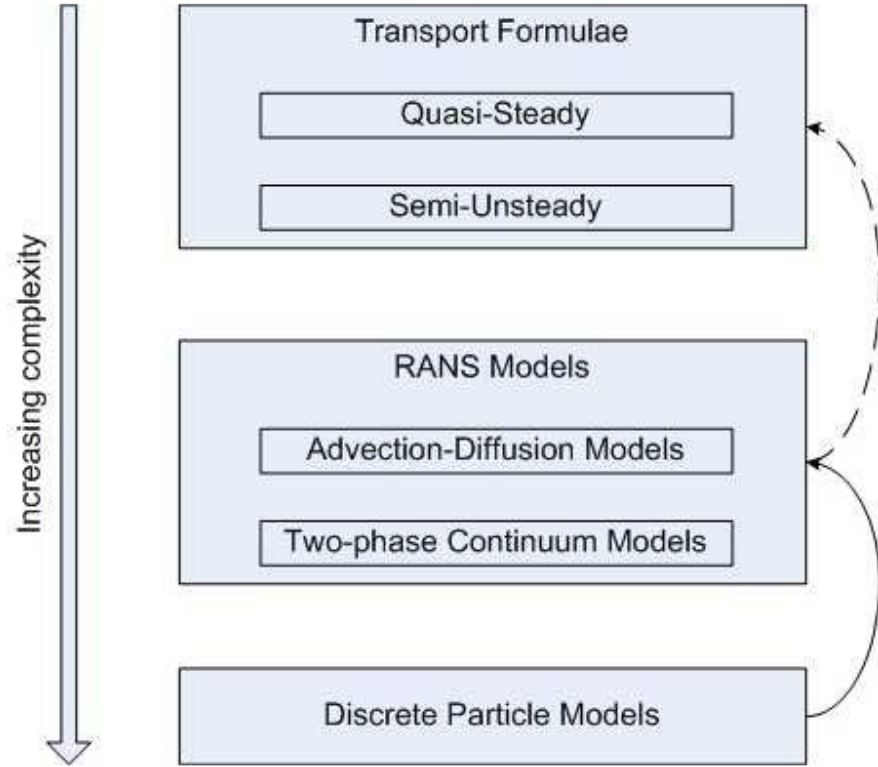 Transport Formulae
Quasi-Steady
Semi-Unsteady
Increasing complexity
RANS Models
Advection-Diffusion Models
Two-phase Continuum Models
Discrete Particle Models